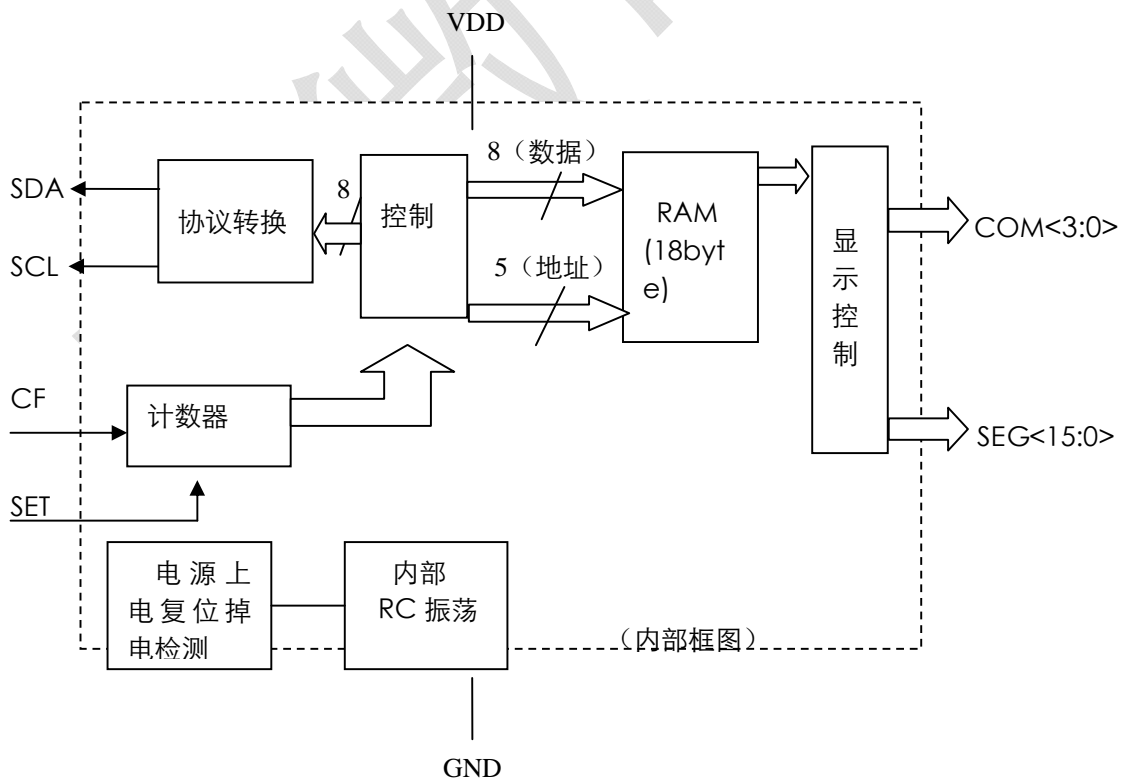 VDD
SDA
SCL
协议转换
8
控制
8（数据）
5（地址）
RAM
(18byt
e)
显
示
控
制
COM<3:0>
SEG<15:0>
CF
计数器
SET
电源上
电复位掉
电检测
内部
RC 振荡
（内部框图）
GND